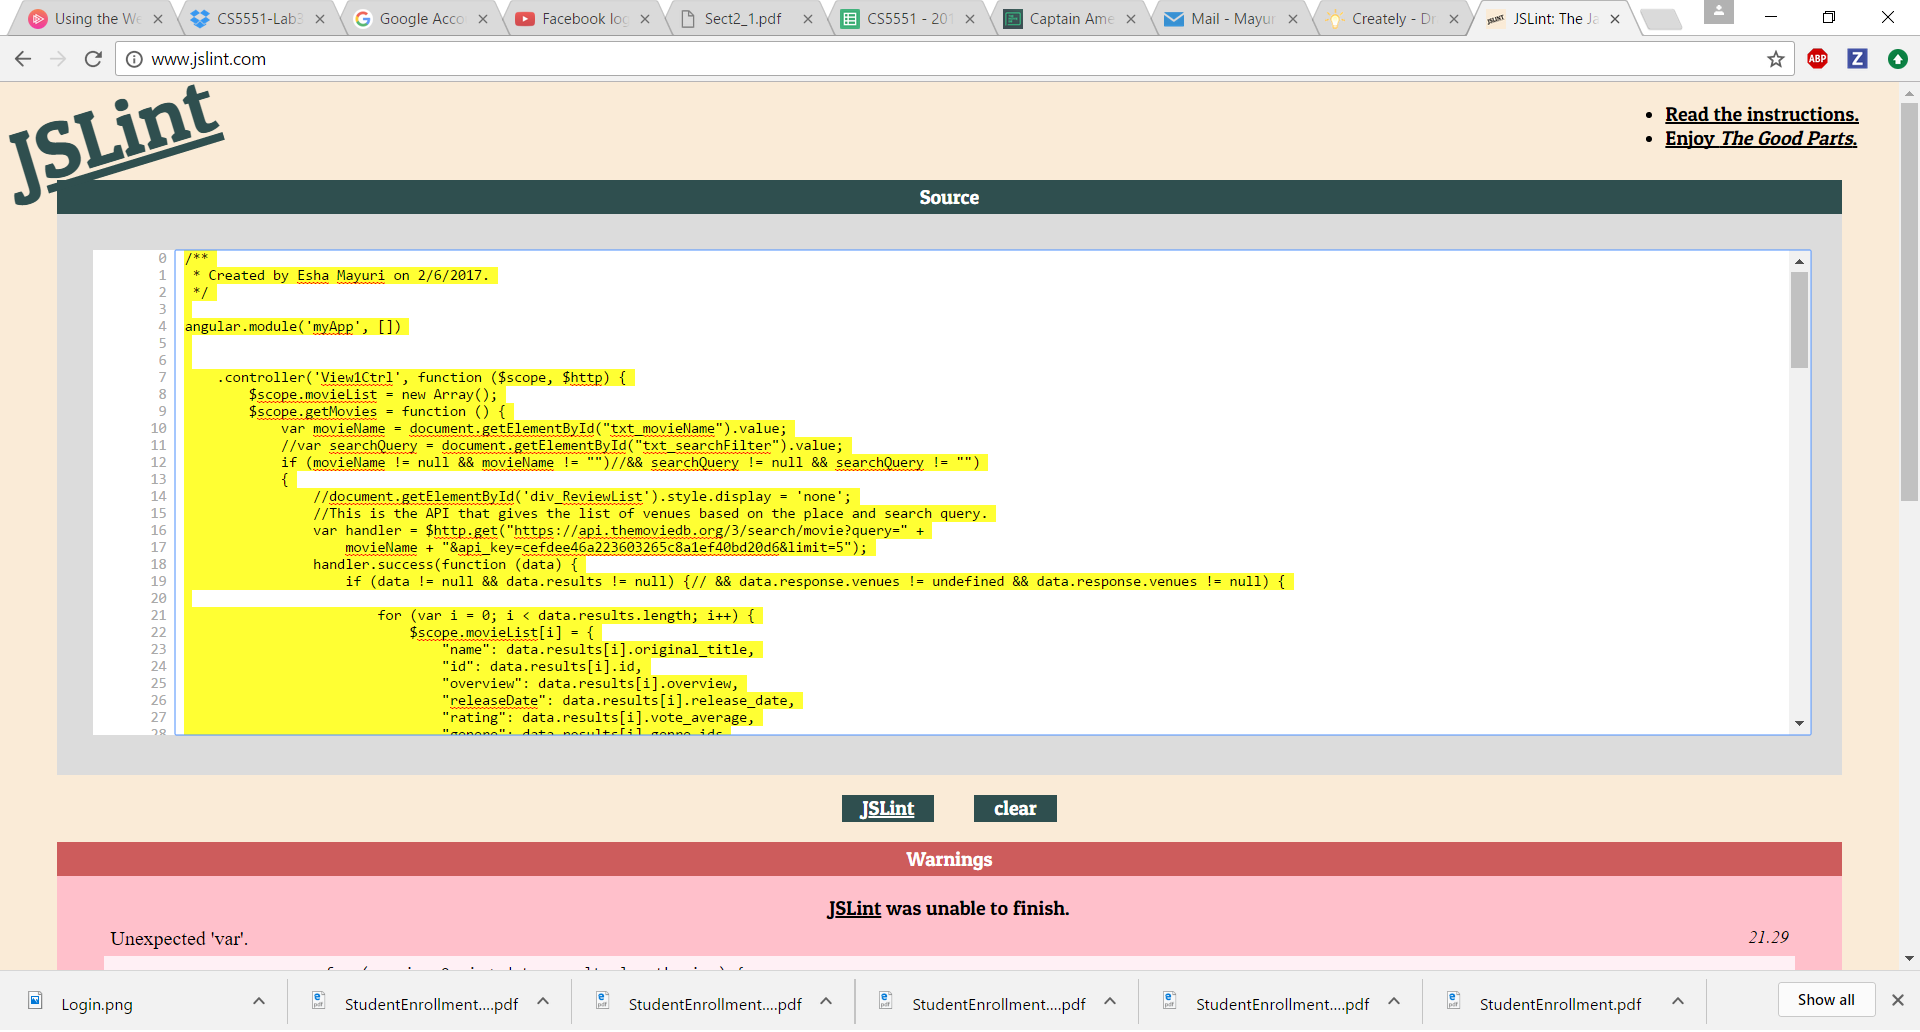 Using the We
CS5551-Lab3
Google Acco
Facebook log
Sect2_1.pdf
CS5551 - 201
Captain Ame
Mail - Mayur
Creately - Dr
JSLint: The Ja
www.jslint.com
ABP
Z
JSLint
Read the instructions.
Enjoy The Good Parts.
Source
0 /**
1 * Created by Esha Mayuri on 2/6/2017.
2 */
3
4 angular.module('myApp', [])
5
6
7 .controller('View1Ctrl', function ($scope, $http) {
8 $scope.movieList = new Array();
9 $scope.getMovies = function () {
10 var movieName = document.getElementById("txt_movieName").value;
11 //var searchQuery = document.getElementById("txt_searchFilter").value;
12 if (movieName != null && movieName != "")//&& searchQuery != null && searchQuery != "")
13 {
14 //document.getElementById('div_ReviewList').style.display = 'none';
15 //This is the API that gives the list of venues based on the place and search query.
16 var handler = $http.get("https://api.themoviedb.org/3/search/movie?query=" +
17 movieName + "&api_key=cefdee46a223603265c8a1ef40bd20d6&limit=5");
18 handler.success(function (data) {
19 if (data != null && data.results != null) {// && data.response.venues != undefined && data.response.venues != null) {
20
21 for (var i = 0; i < data.results.length; i++) {
22 $scope.movieList[i] = {
23 "name": data.results[i].original_title,
24 "id": data.results[i].id,
25 "overview": data.results[i].overview,
26 "releaseDate": data.results[i].release_date,
27 "rating": data.results[i].vote_average,
28
JSLint
clear
Warnings
JSLint was unable to finish.
Unexpected 'var'.
21.29
Login.png
StudentEnrollment....pdf
StudentEnrollment....pdf
StudentEnrollment....pdf
StudentEnrollment....pdf
StudentEnrollment.pdf
Show all